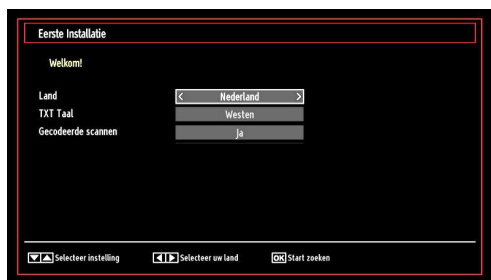 Eerste Installatie
Welkom!
Land < Nederland >
TXT Taal Westen
Gecodeerde scannen Ja
Selecteer instelling Selecteer uw land OK Start zoeken